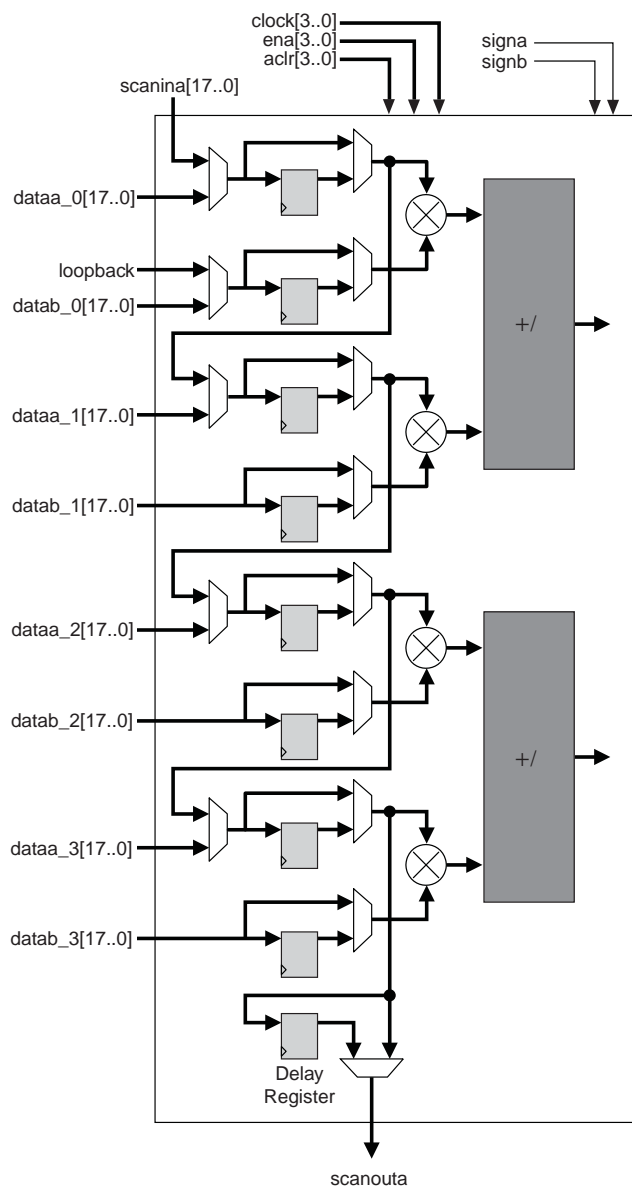 clock[3..0]
ena[3..0]
aclr[3..0]
signa
signb
scanina[17..0]
dataa_0[17..0]
loopback
datab_0[17..0]
+/
dataa_1[17..0]
datab_1[17..0]
dataa_2[17..0]
datab_2[17..0]
+/
dataa_3[17..0]
datab_3[17..0]
Delay
Register
scanouta